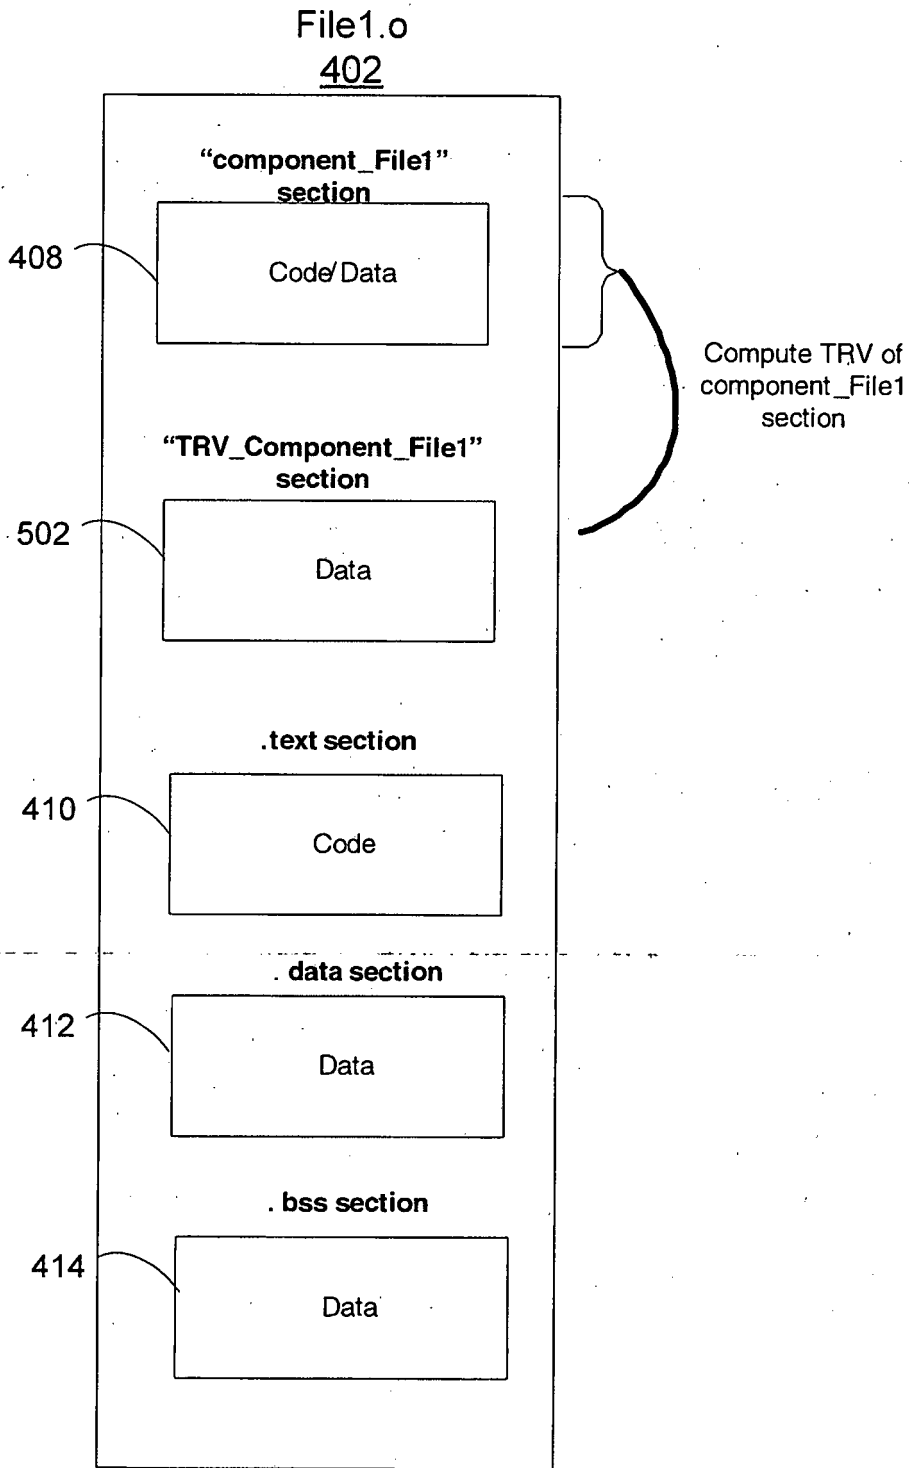 File1.o
402
“component_File1”
section
408
Code/Data
Compute TRV of
component_File1
section
“TRV_Component_File1”
section
502
Data
.text section
410
Code
. data section
412
Data
. bss section
414
Data